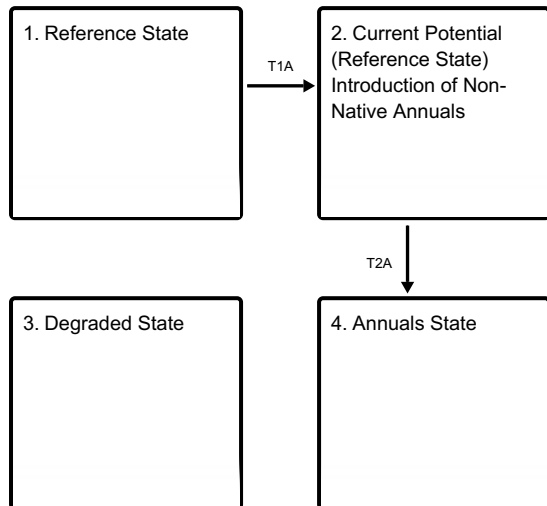 1. Reference State
T1A
2. Current Potential
(Reference State)
Introduction of Non-
Native Annuals
T2A
3. Degraded State
4. Annuals State